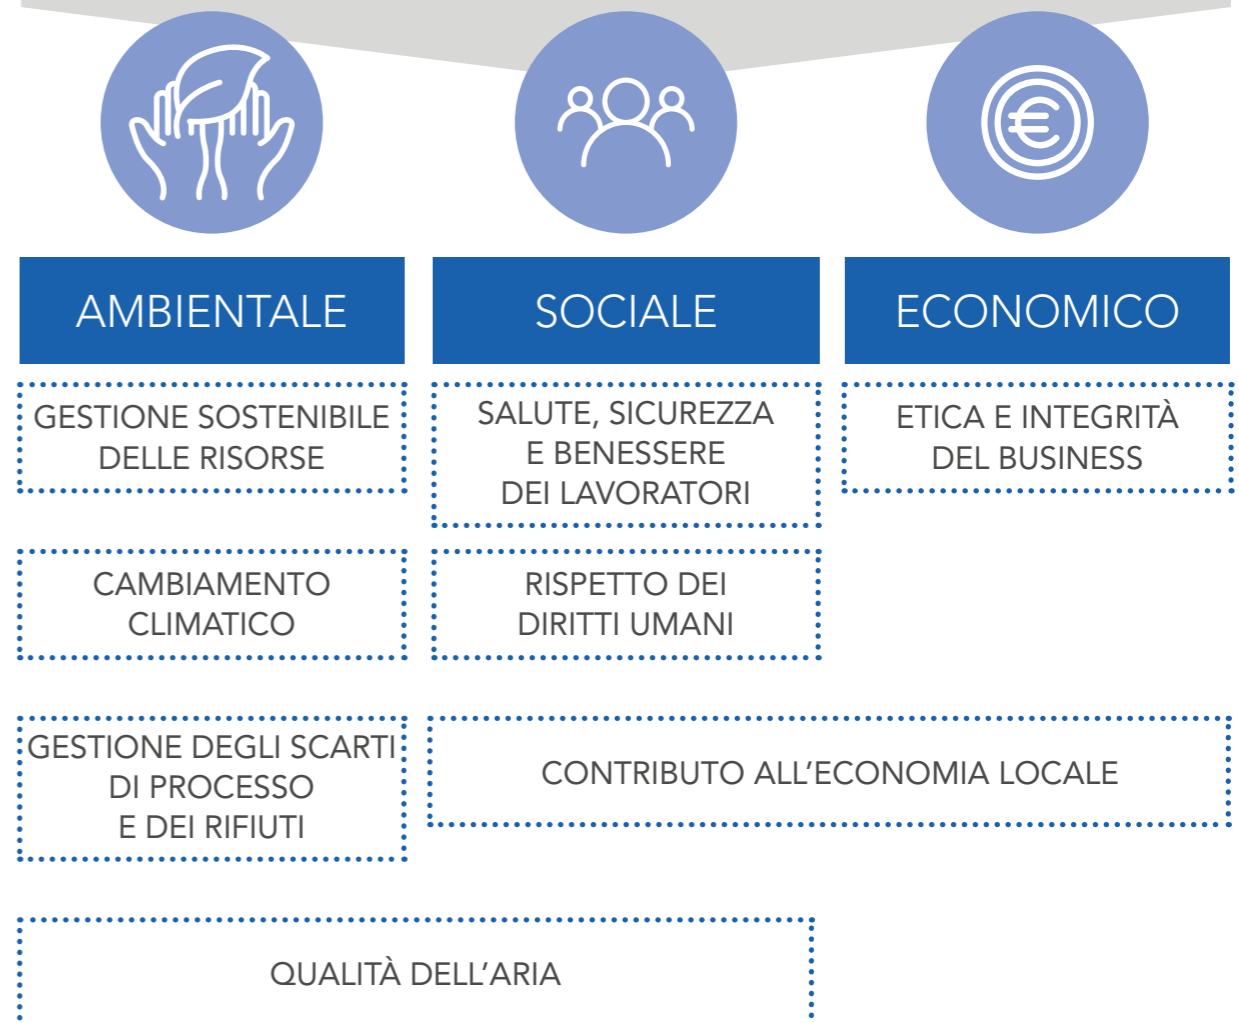 AMBIENTALE
SOCIALE
ECONOMICO
GESTIONE SOSTENIBILE
DELLE RISORSE
SALUTE, SICUREZZA
E BENESSERE
DEI LAVORATORI
ETICA E INTEGRITÀ
DEL BUSINESS
CAMBIAMENTO
CLIMATICO
RISPETTO DEI
DIRITTI UMANI
GESTIONE DEGLI SCARTI
DI PROCESSO
E DEI RIFIUTI
CONTRIBUTO ALL’ECONOMIA LOCALE
QUALITÀ DELL’ARIA